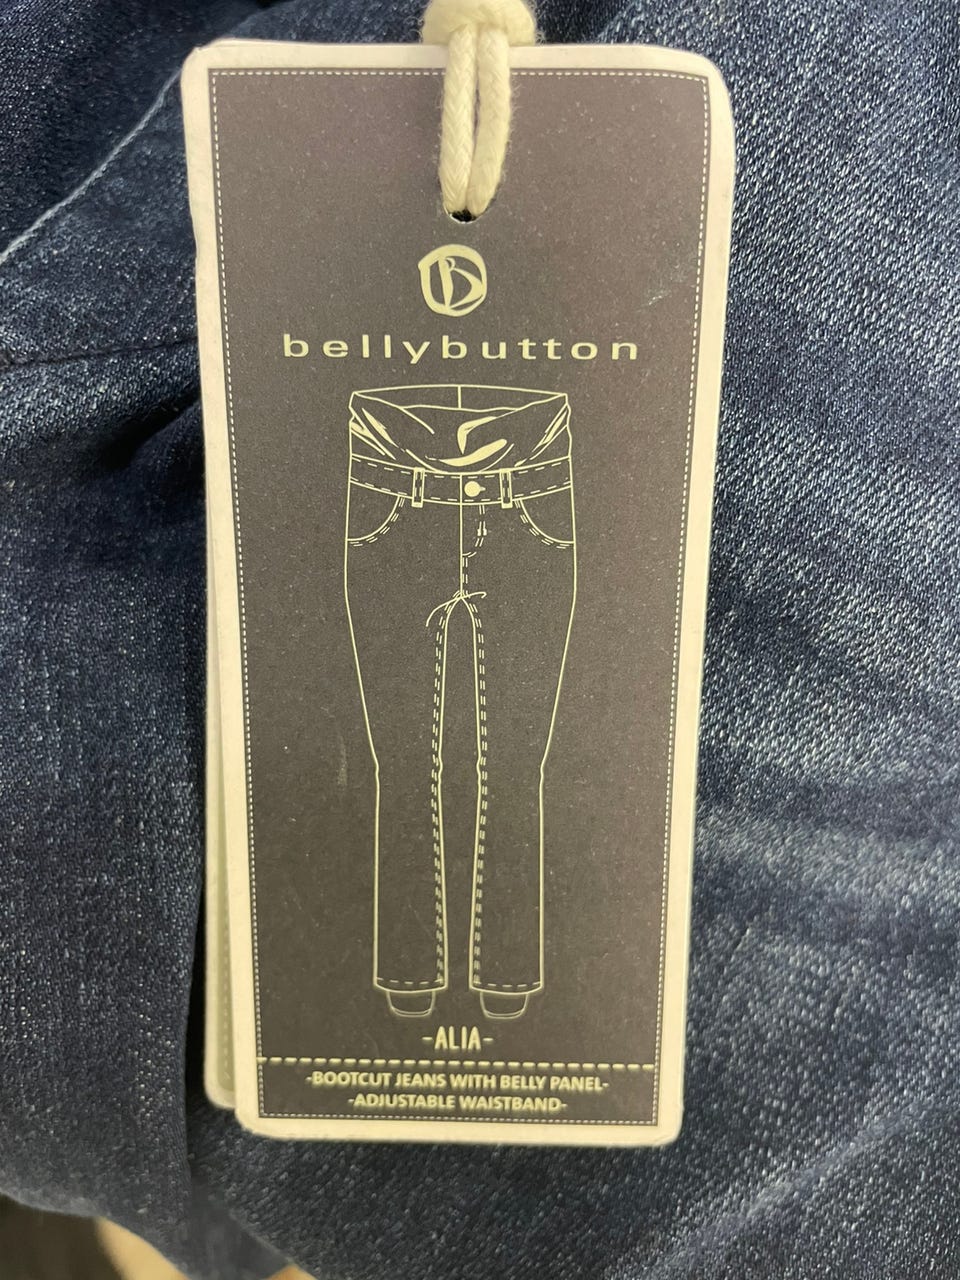 B
bellybutton
-ALIA-
-BOOTCUT JEANS WITH BELLY PANEL-
-ADJUSTABLE WAISTBAND-